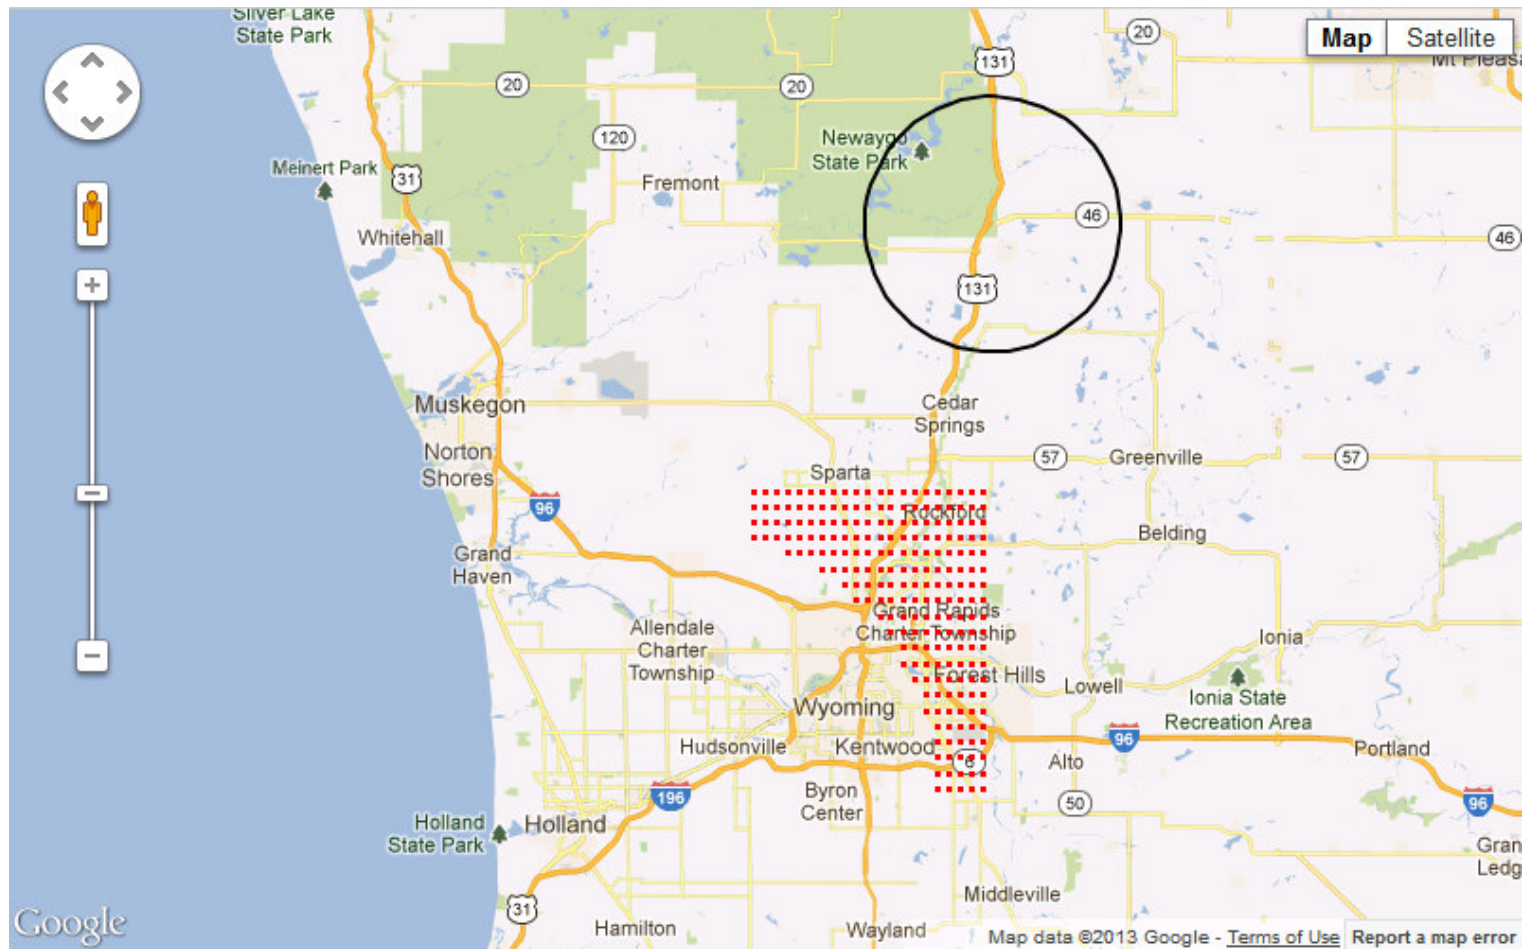 Silver Lake
State Park
20
Map
Satellite
131
Mt Pleas
20
20
Newaygo
State Park
120
Meinert Park
31
Fremont
46
46
Whitehall
131
Muskegon
Cedar
Springs
Norton
Shores
57
Greenville
57
Sparta
96
Rockford
Belding
Grand
Haven
Grand Rapids
Charter Township
Allendale
Charter
Township
Ionia
Forest Hills
Lowell
Ionia State
Recreation Area
Wyoming
96
Hudsonville
Kentwood
6
Alto
Portland
196
Byron
Center
50
96
Holland
State Park
Holland
Gran
Ledg
31
Middleville
Google
Hamilton
Wayland
Map data ©2013 Google - Terms of Use
Report a map error